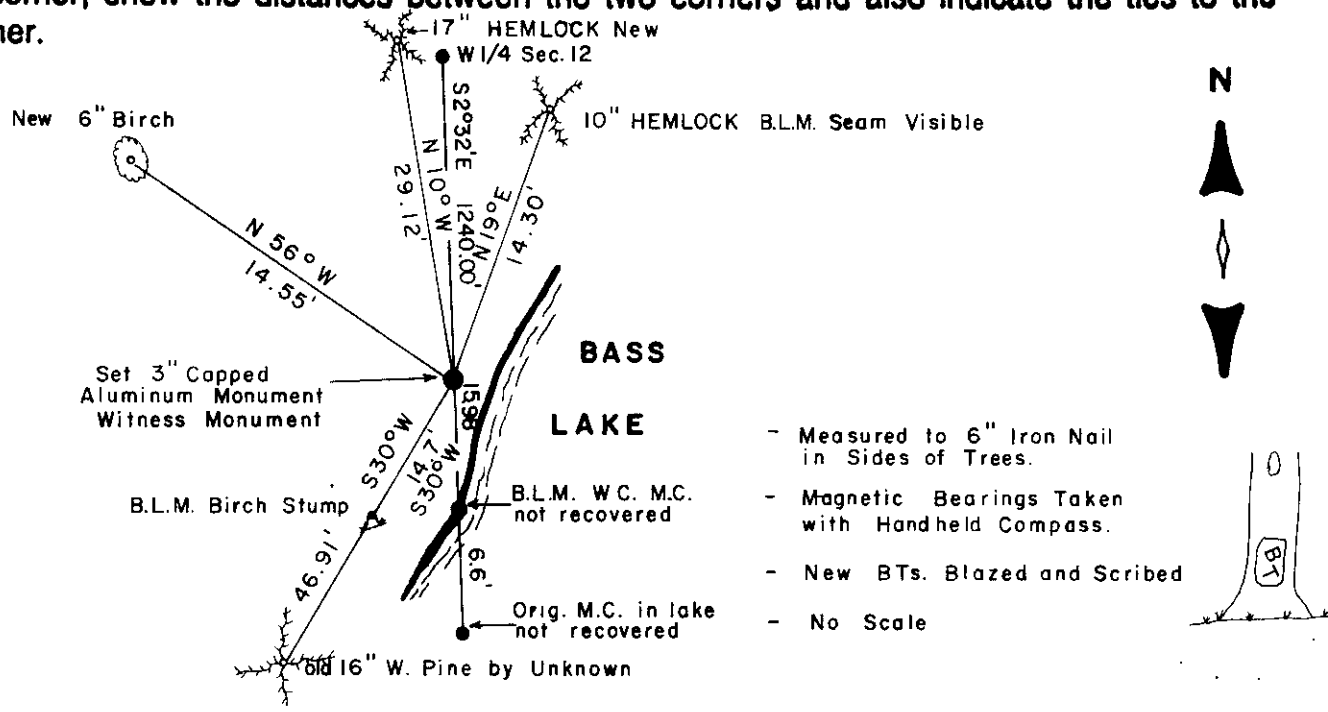 corner, show the distances between the two corners and also indicate the ties to the
ner.
17" HEMLOCK New
W 1/4 Sec. 12
N
New 6" Birch
10" HEMLOCK B.L.M. Seam Visible
S2°32'E 1240.00'
N 10° W
29.12'
N 19° E
14.30'
N 56° W
14.55'
BASS
LAKE
Set 3" Capped
Aluminum Monument
Witness Monument
15.98
S30°W
14.7'
S30°W
B.L.M. Birch Stump
B.L.M. W.C. M.C.
not recovered
46.91'
6.6'
Orig. M.C. in lake
not recovered
old 16" W. Pine by Unknown
- Measured to 6" Iron Nail
in Sides of Trees.
- Magnetic Bearings Taken
with Handheld Compass.
- New BTs. Blazed and Scribed
- No Scale
BT